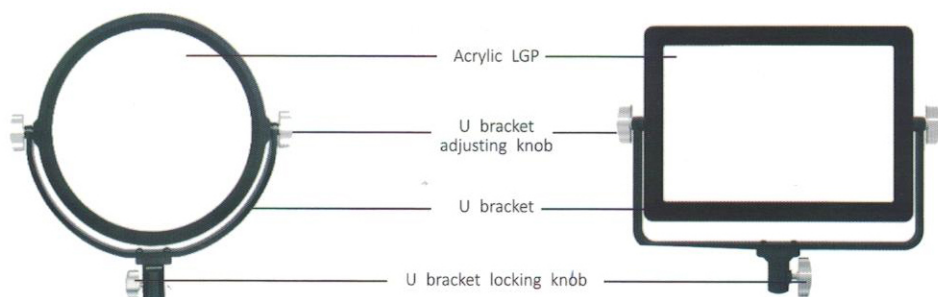 Acrylic LGP
U bracket
adjusting knob
U bracket
U bracket locking knob